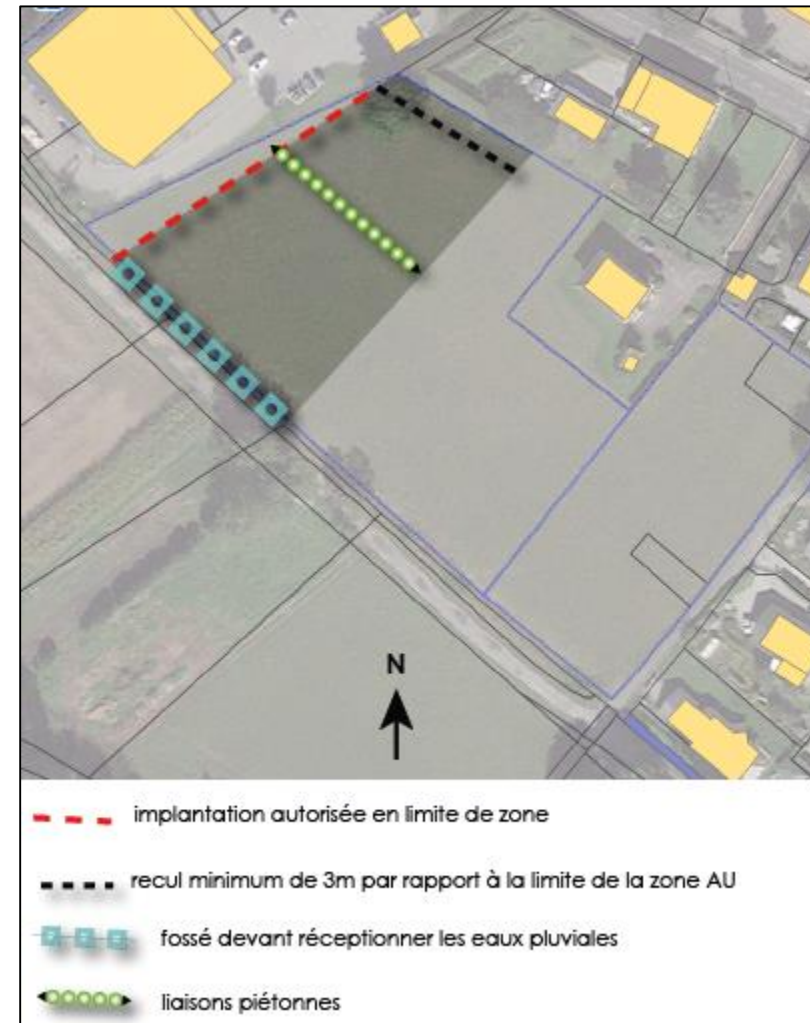 N
implantation autorisée en limite de zone
recul minimum de 3m par rapport à la limite de la zone AU
fossé devant réceptionner les eaux pluviales
liaisons piétonnes